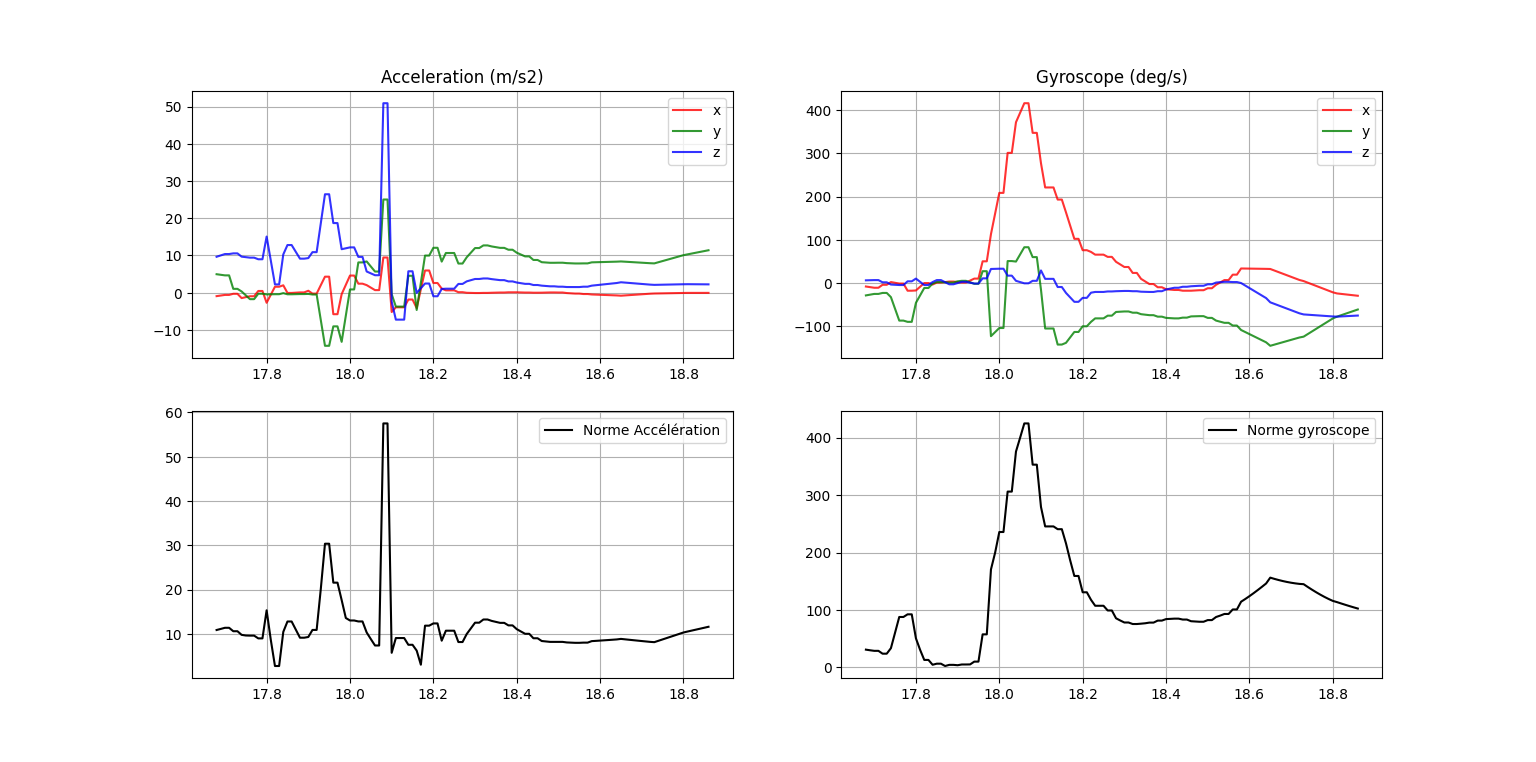 Acceleration (m/s2)
50
40
30
20
10
0
−10
x
y
z
17.8 18.0 18.2 18.4 18.6 18.8
Gyroscope (deg/s)
400
300
200
100
0
−100
x
y
z
17.8 18.0 18.2 18.4 18.6 18.8
60
50
40
30
20
10
Norme Accélération
17.8 18.0 18.2 18.4 18.6 18.8
400
300
200
100
0
Norme gyroscope
17.8 18.0 18.2 18.4 18.6 18.8